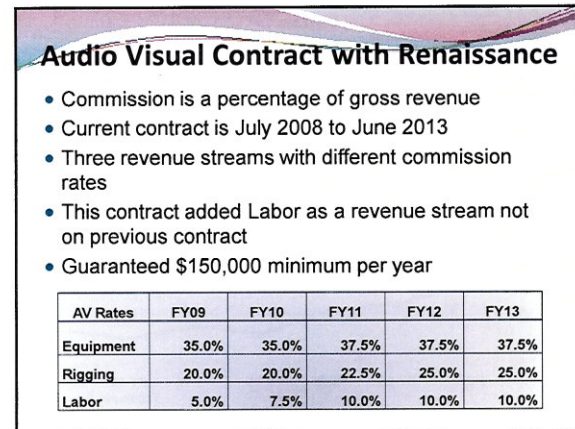 Audio Visual Contract with Renaissance
• Commission is a percentage of gross revenue
• Current contract is July 2008 to June 2013
• Three revenue streams with different commission
rates
• This contract added Labor as a revenue stream not
on previous contract
• Guaranteed $150,000 minimum per year
AV Rates FY09 FY10 FY11 FY12 FY13
Equipment 35.0% 35.0% 37.5% 37.5% 37.5%
Rigging 20.0% 20.0% 22.5% 25.0% 25.0%
Labor 5.0% 7.5% 10.0% 10.0% 10.0%